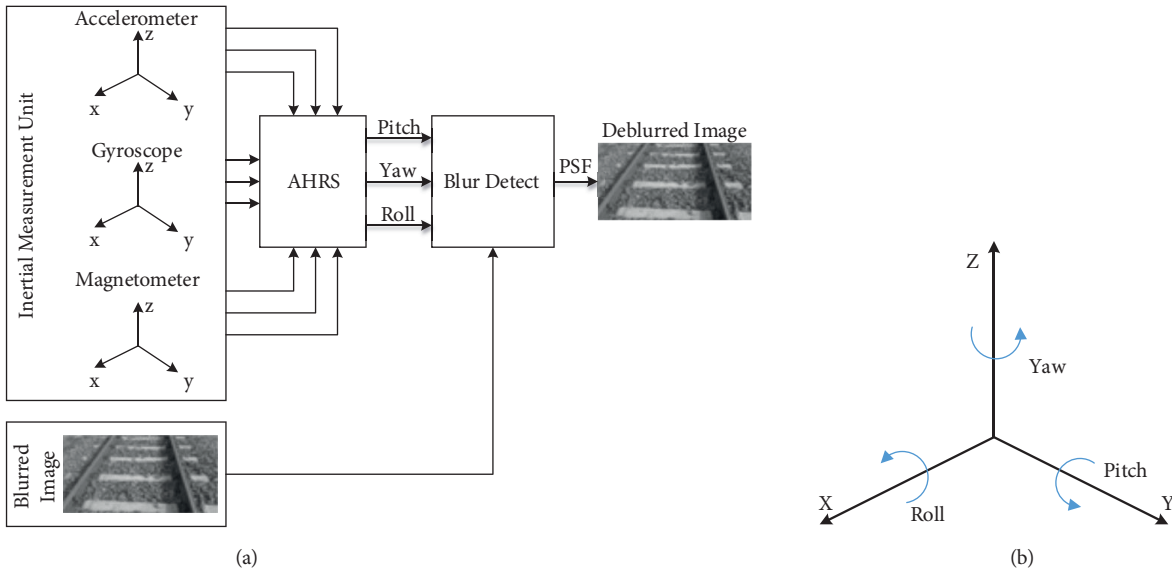 Inertial Measurement Unit
Accelerometer
z
x
y
Gyroscope
z
x
y
Magnetometer
z
x
y
AHRS
Pitch
Yaw
Roll
Blur Detect
PSF
Deblurred Image
Blurred
Image
(a)
Z
Yaw
Pitch
X
Roll
Y
(b)